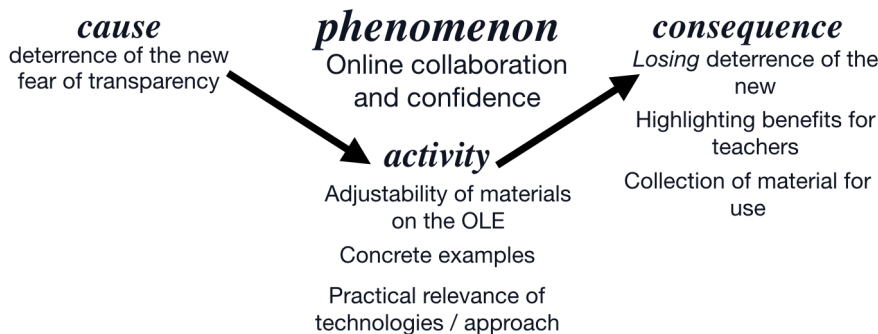 cause
deterrence of the new
fear of transparency
phenomenon
Online collaboration
and confidence
activity
Adjustability of materials
on the OLE
Concrete examples
Practical relevance of
technologies / approach
consequence
Losing deterrence of the
new
Highlighting benefits for
teachers
Collection of material for
use